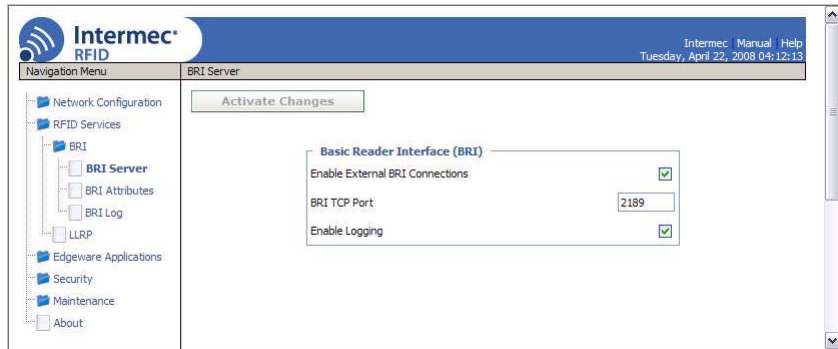 Intermec
RFID
Intermec | Manual | Help
Tuesday, April 22, 2008 04:12:13
Navigation Menu
BRI Server
Network Configuration
RFID Services
BRI
BRI Server
BRI Attributes
BRI Log
LLRP
Edgeware Applications
Security
Maintenance
About
Activate Changes
Basic Reader Interface (BRI)
Enable External BRI Connections
BRI TCP Port 2189
Enable Logging